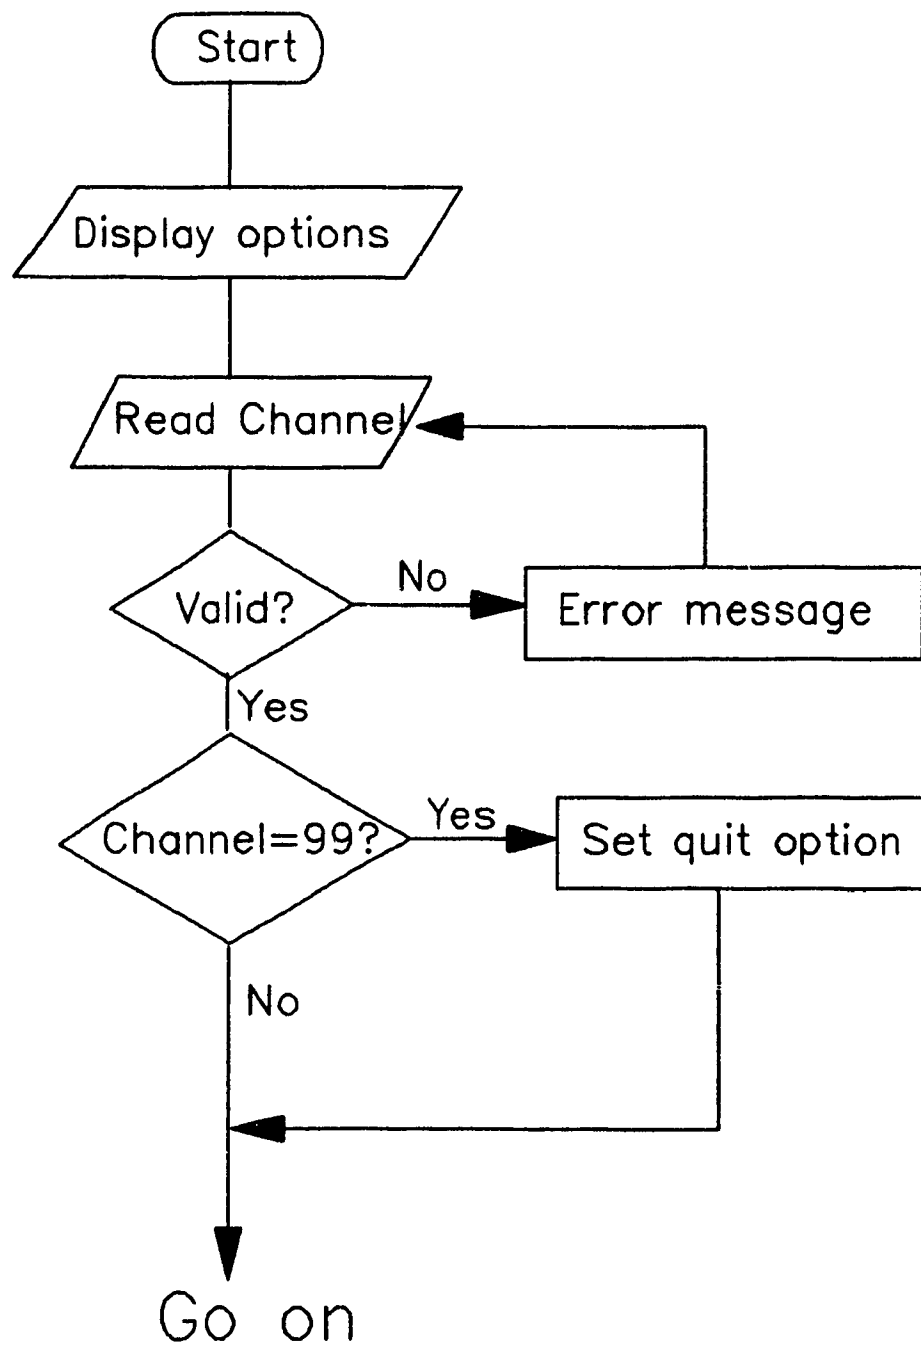 Start
Display options
Read Channel
Valid?
No
Error message
Yes
Channel=99?
Yes
Set quit option
No
Go on